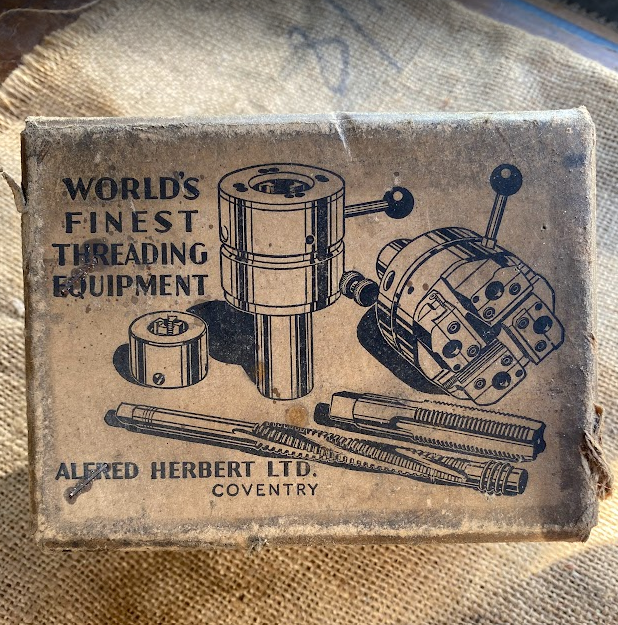 WORLD'S
FINEST
THREADING
EQUIPMENT
ALFRED HERBERT LTD.
COVENTRY